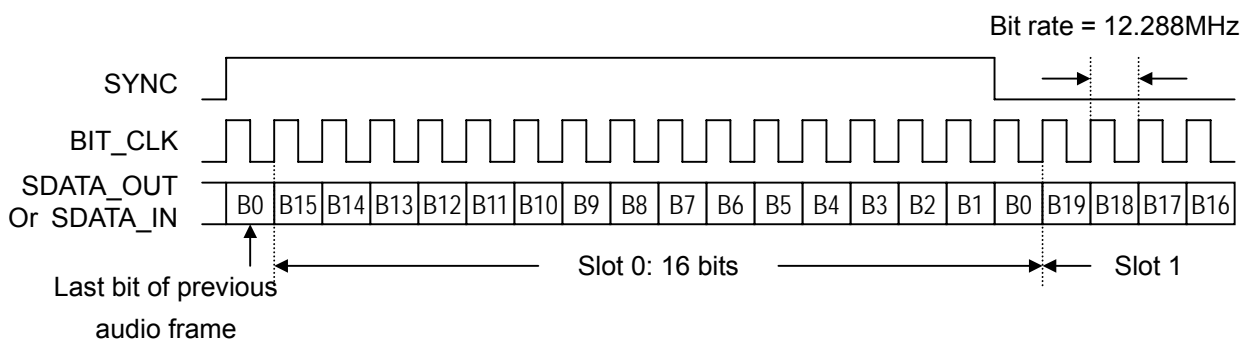 Bit rate = 12.288MHz
SYNC
BIT_CLK
SDATA_OUT
Or SDATA_IN
B0 B15 B14 B13 B12 B11 B10 B9 B8 B7 B6 B5 B4 B3 B2 B1 B0 B19 B18 B17 B16
Slot 0: 16 bits Slot 1
Last bit of previous
audio frame